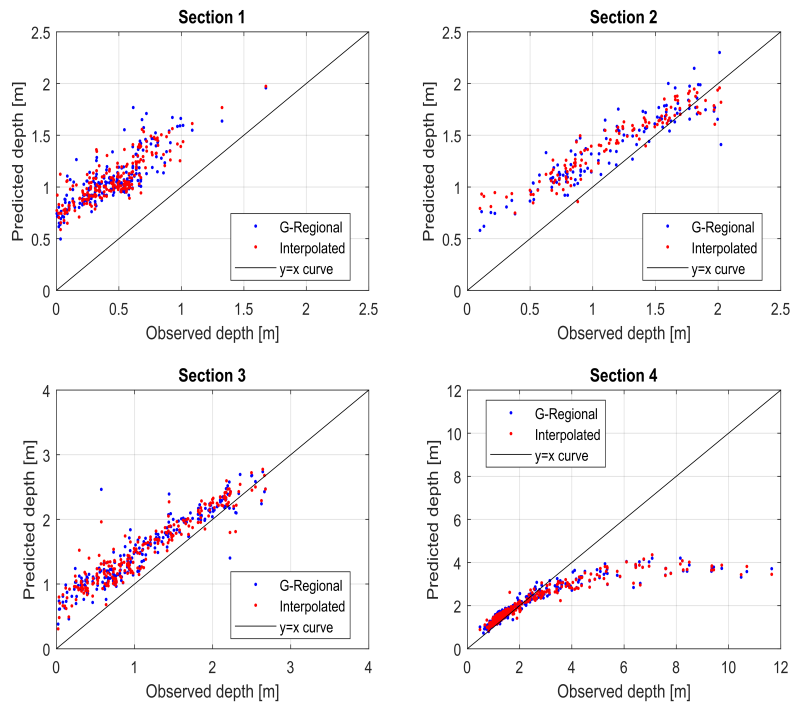 Section 1
Predicted depth [m]
2.5
2
1.5
1
0.5
0
0
0.5
1
1.5
2
2.5
Observed depth [m]
G-Regional
Interpolated
y=x curve
Section 2
Predicted depth [m]
2.5
2
1.5
1
0.5
0
0
0.5
1
1.5
2
2.5
Observed depth [m]
G-Regional
Interpolated
y=x curve
Section 3
Predicted depth [m]
4
3
2
1
0
0
1
2
3
4
Observed depth [m]
G-Regional
Interpolated
y=x curve
Section 4
Predicted depth [m]
12
10
8
6
4
2
0
0
2
4
6
8
10
12
Observed depth [m]
G-Regional
Interpolated
y=x curve